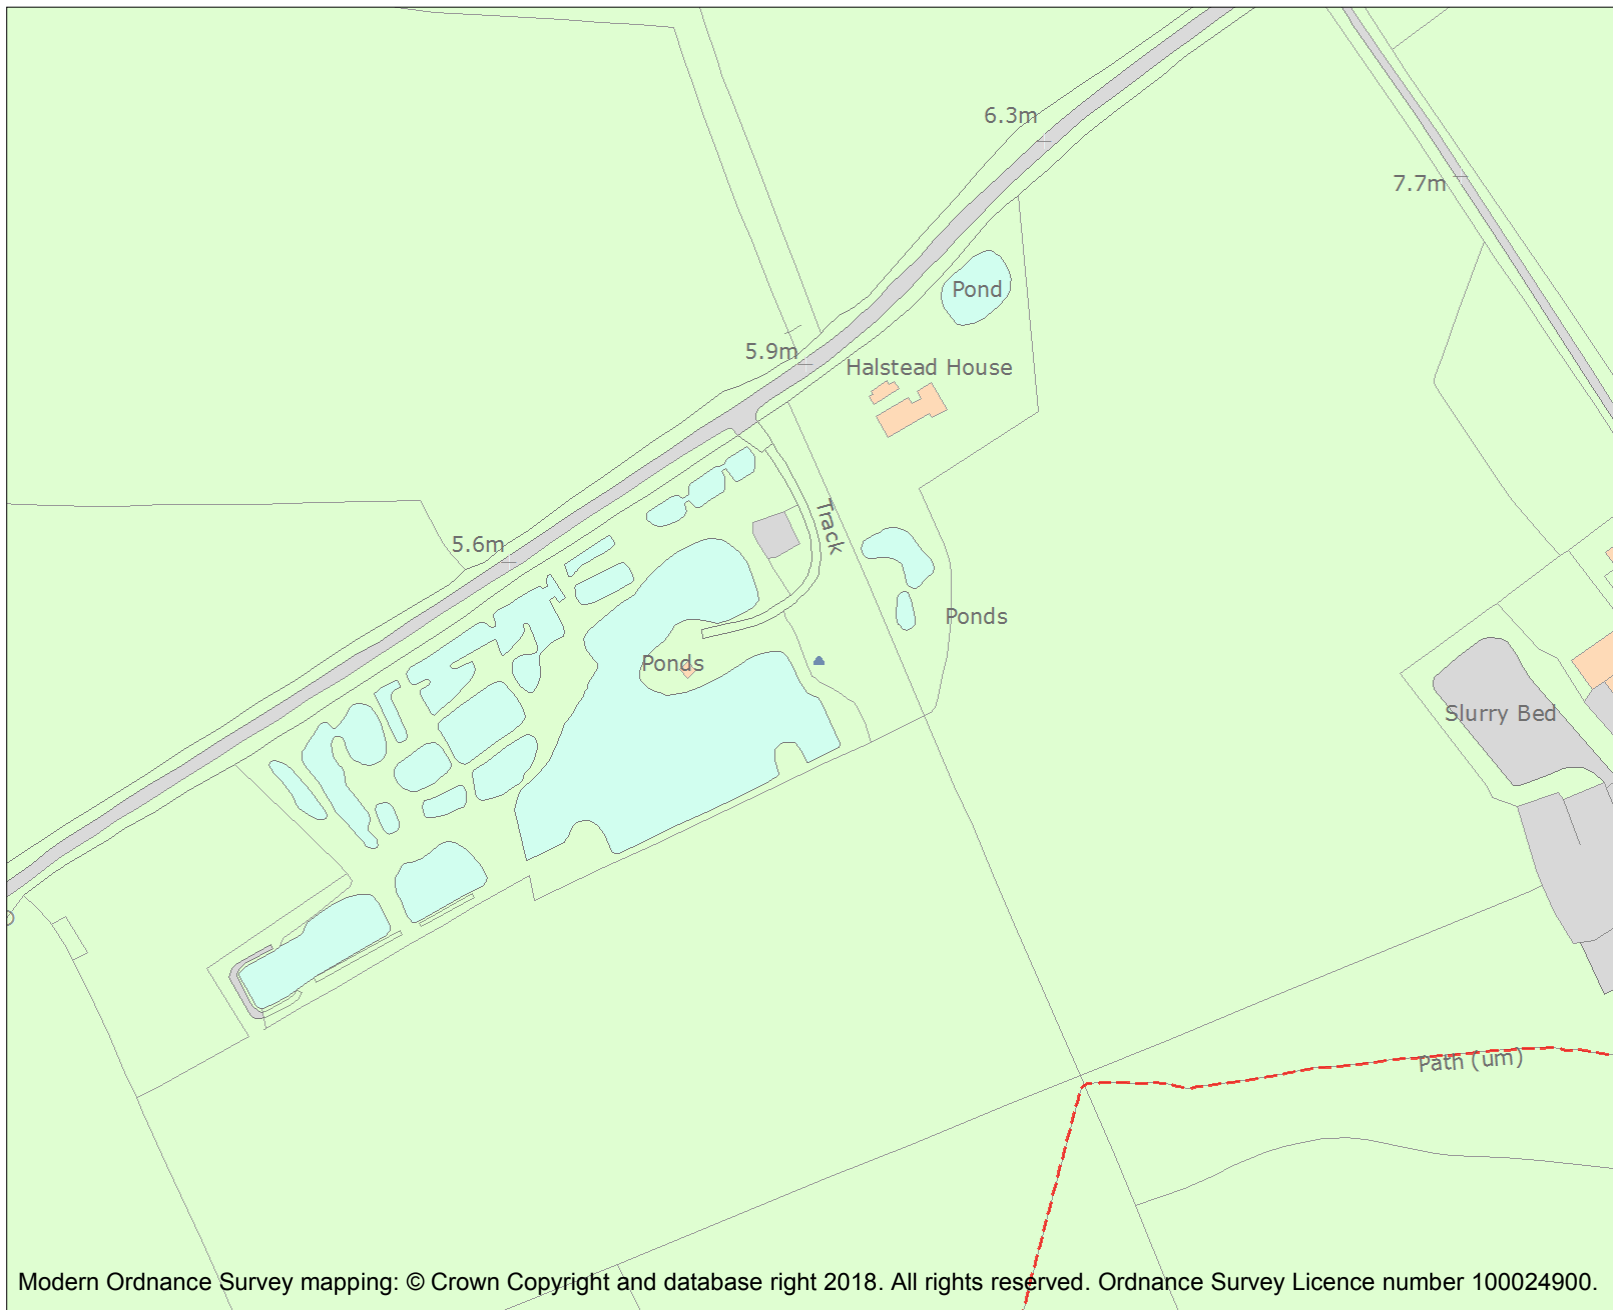 6.3m
7.7m
Pond
5.9m
Halstead House
Track
5.6m
Ponds
Ponds
Slurry Bed
Path (um)
Modern Ordnance Survey mapping: © Crown Copyright and database right 2018. All rights reserved. Ordnance Survey Licence number 100024900.